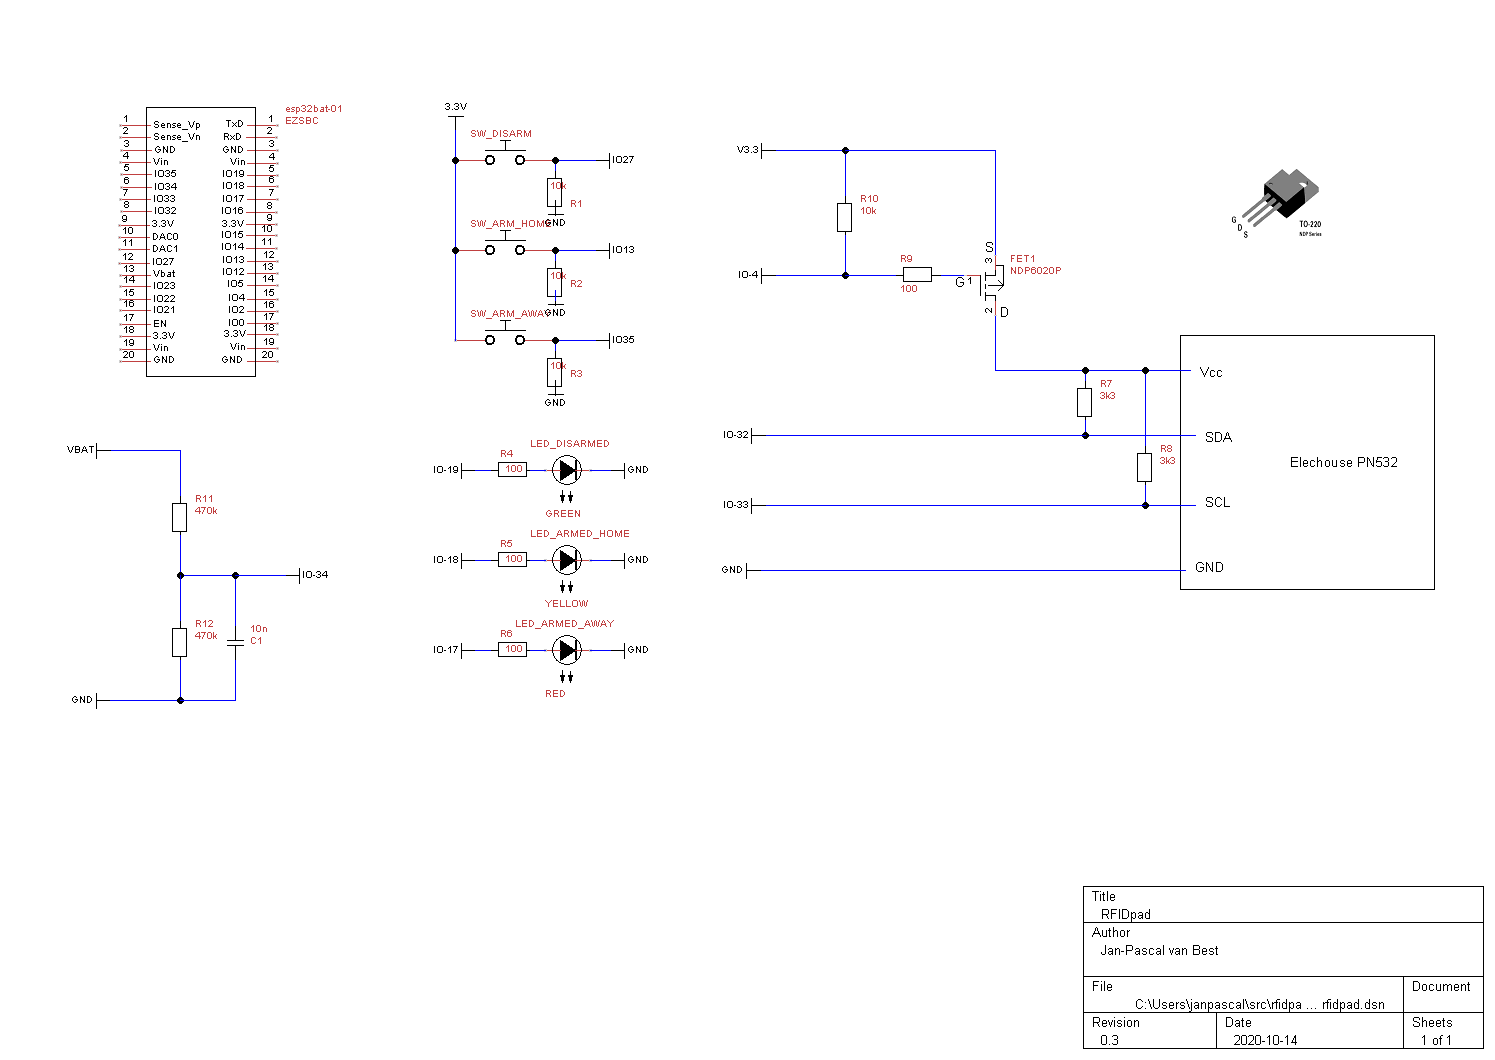 esp32bat-01
EZSBC
1 Sense_Vp TxD 1
2 Sense_Vn RxD 2
3 GND GND 3
4 Vin Vin 4
5 IO35 IO19 5
6 IO34 IO18 6
7 IO33 IO17 7
8 IO32 IO16 8
9 3.3V 3.3V 9
10 DAC0 IO15 10
11 DAC1 IO14 11
12 IO27 IO13 12
13 Vbat IO12 13
14 IO23 IO5 14
15 IO22 IO4 15
16 IO21 IO2 16
17 EN IO0 17
18 3.3V 3.3V 18
19 Vin Vin 19
20 GND GND 20
3.3V
SW_DISARM
IO27
10k
R1
GND
SW_ARM_HOME
IO13
10k
R2
GND
SW_ARM_AWAY
IO35
10k
R3
GND
V3.3
R10
10k
IO-4
R9
100
G 1
3 S
FET1
NDP6020P
2 D
G
D
S
TO-220
NDP Series
Vcc
R7
3k3
IO-32
SDA
R8
3k3
Elechouse PN532
IO-33
SCL
GND
GND
VBAT
R11
470k
IO-34
R12
470k
10n
C1
GND
LED_DISARMED
IO-19
R4
100
GND
GREEN
LED_ARMED_HOME
IO-18
R5
100
GND
YELLOW
LED_ARMED_AWAY
IO-17
R6
100
GND
RED
Title
RFIDpad
Author
Jan-Pascal van Best
File
C:\Users\janpascal\src\rfidpa ... rfidpad.dsn
Document
Revision
0.3
Date
2020-10-14
Sheets
1 of 1